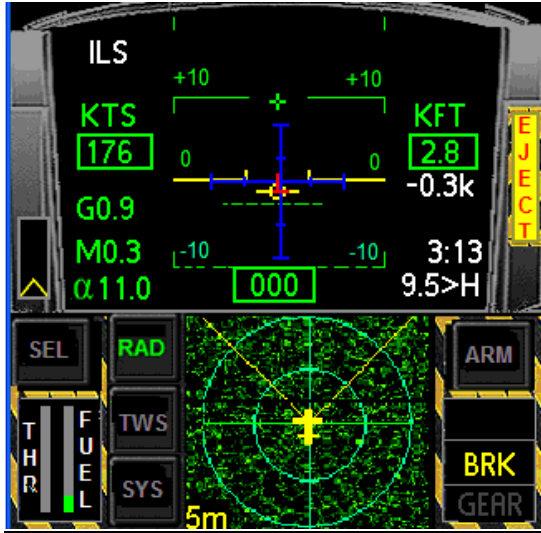 ILS
+10 +10
KTS KFT
176 2.8
0 0
-0.3k
G0.9
M0.3 -10 -10 3:13
α11.0 000 9.5>H
EJECT
SEL RAD ARM
THR FUEL TWS
BRK
SYS GEAR
5m